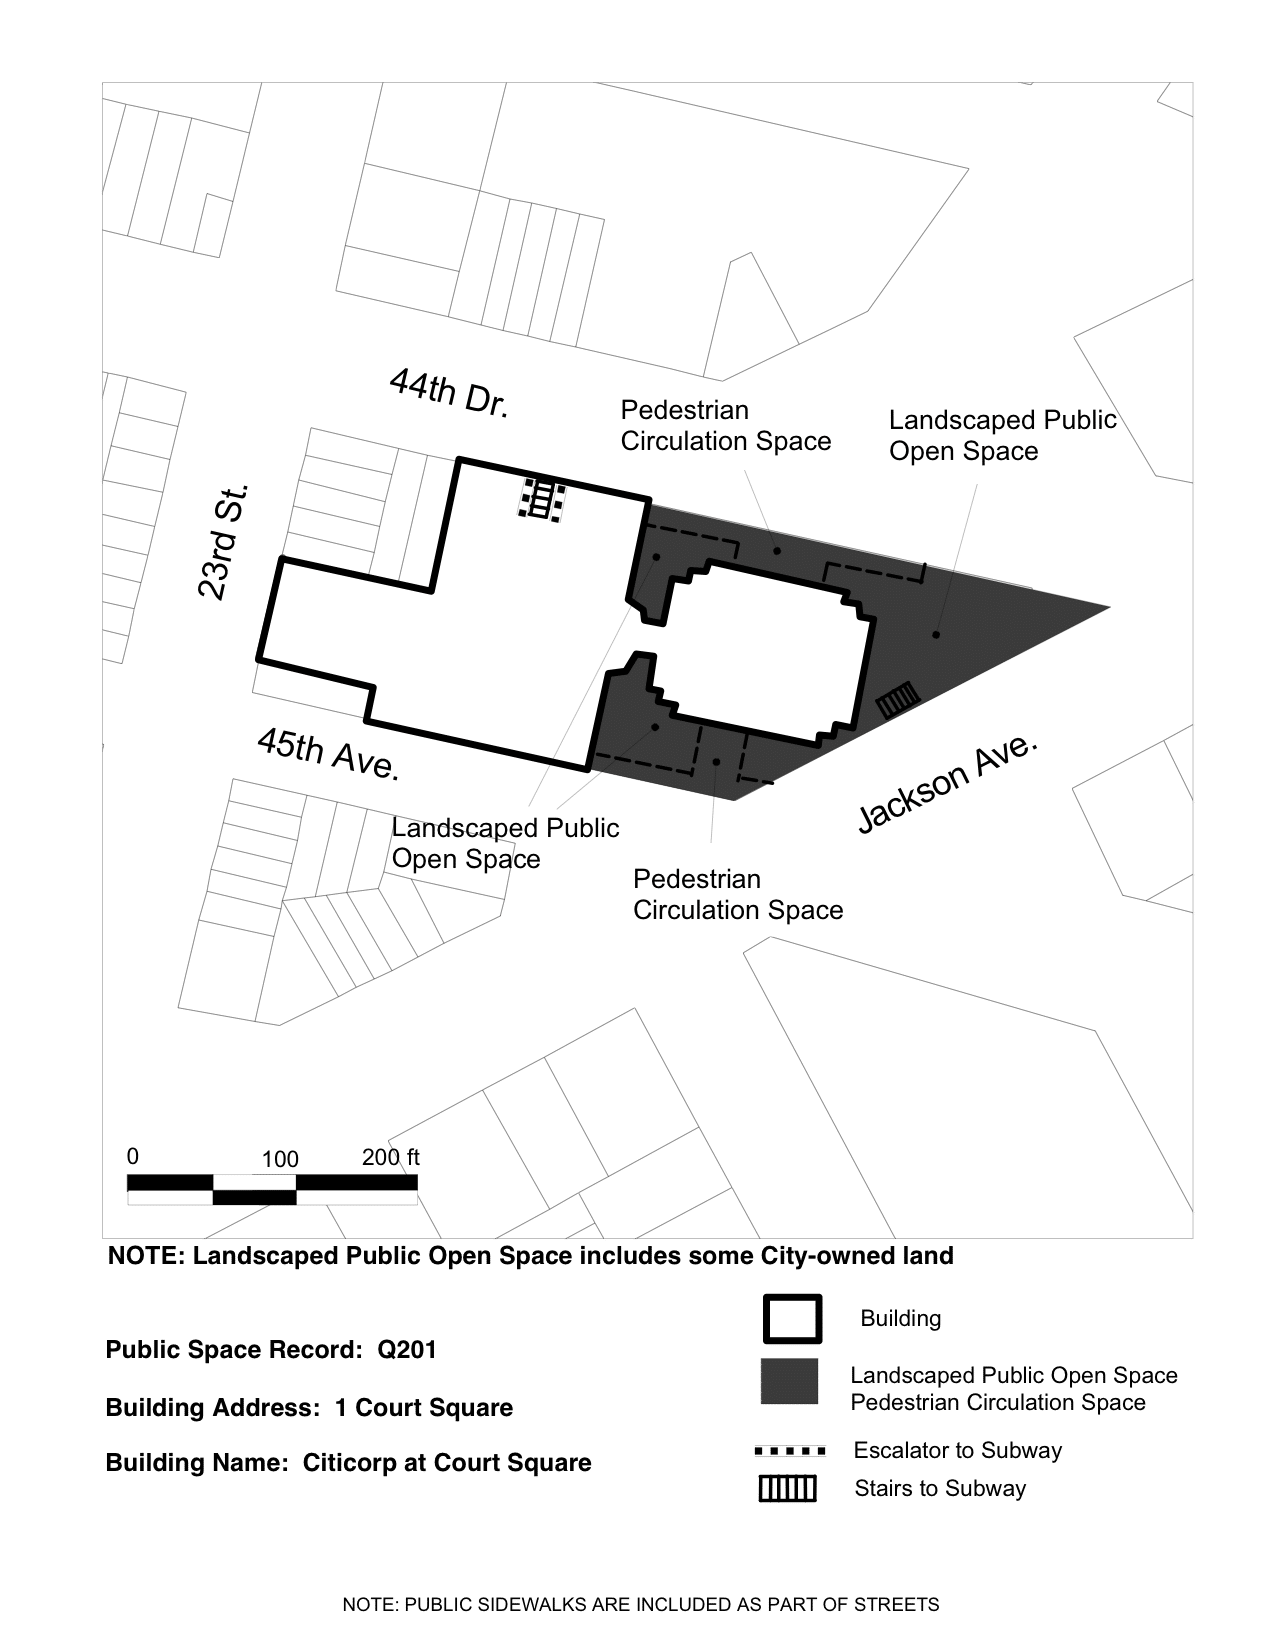 44th Dr.
Pedestrian
Circulation Space
Landscaped Public
Open Space
23rd St.
45th Ave.
Jackson Ave.
Landscaped Public
Open Space
Pedestrian
Circulation Space
0 100 200 ft
NOTE: Landscaped Public Open Space includes some City-owned land
Public Space Record: Q201
Building Address: 1 Court Square
Building Name: Citicorp at Court Square
Building
Landscaped Public Open Space
Pedestrian Circulation Space
Escalator to Subway
Stairs to Subway
NOTE: PUBLIC SIDEWALKS ARE INCLUDED AS PART OF STREETS